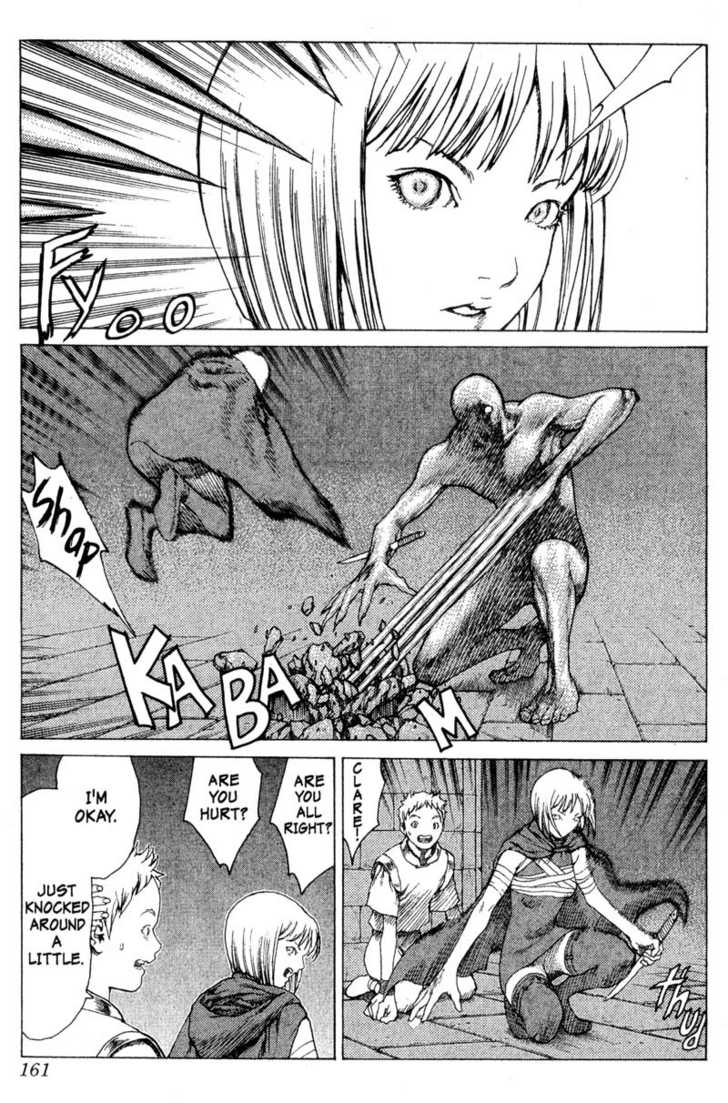 Fyoo
Shap
KABAM
CLARE!
thud
ARE
YOU
ALL
RIGHT?
ARE
YOU
HURT?
I'M
OKAY.
JUST
KNOCKED
AROUND
A
LITTLE.
161